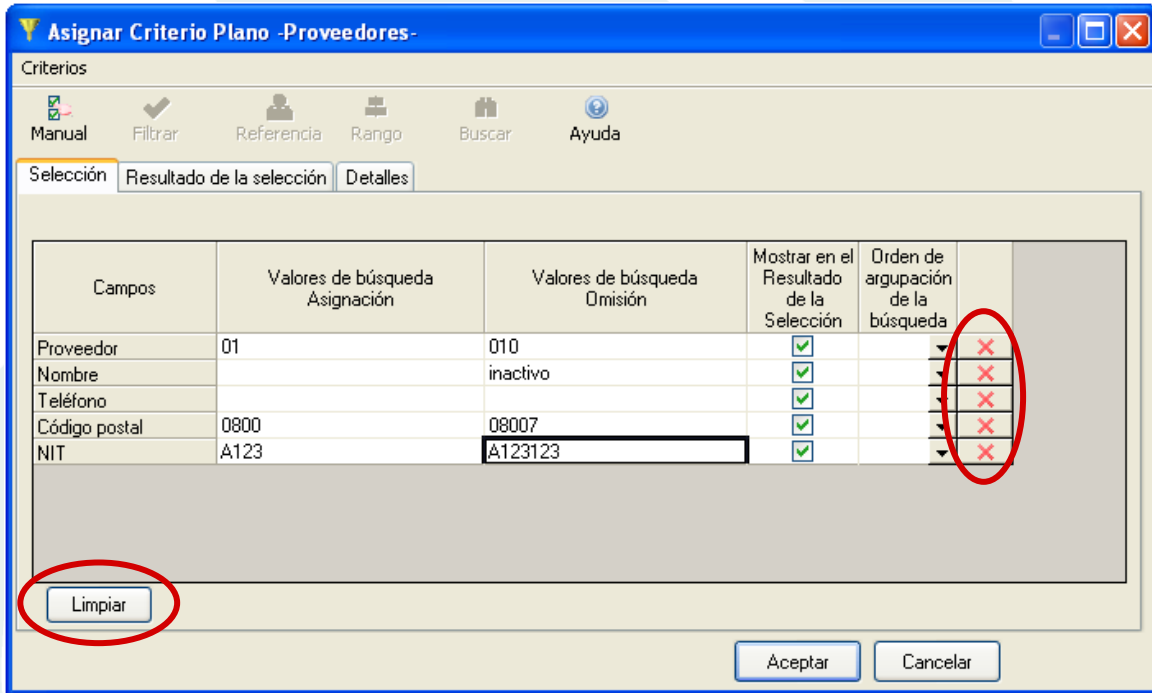 Asignar Criterio Plano -Proveedores-
Criterios
Manual Filtrar Referencia Rango Buscar Ayuda
Selección Resultado de la selección Detalles
Campos
Valores de búsqueda
Asignación
Valores de búsqueda
Omisión
Mostrar en el
Resultado
de la
Selección
Orden de
argupación
de la
búsqueda
Proveedor 01 010
Nombre inactivo
Teléfono
Código postal 0800 08007
NIT A123 A123123
Limpiar
Aceptar Cancelar